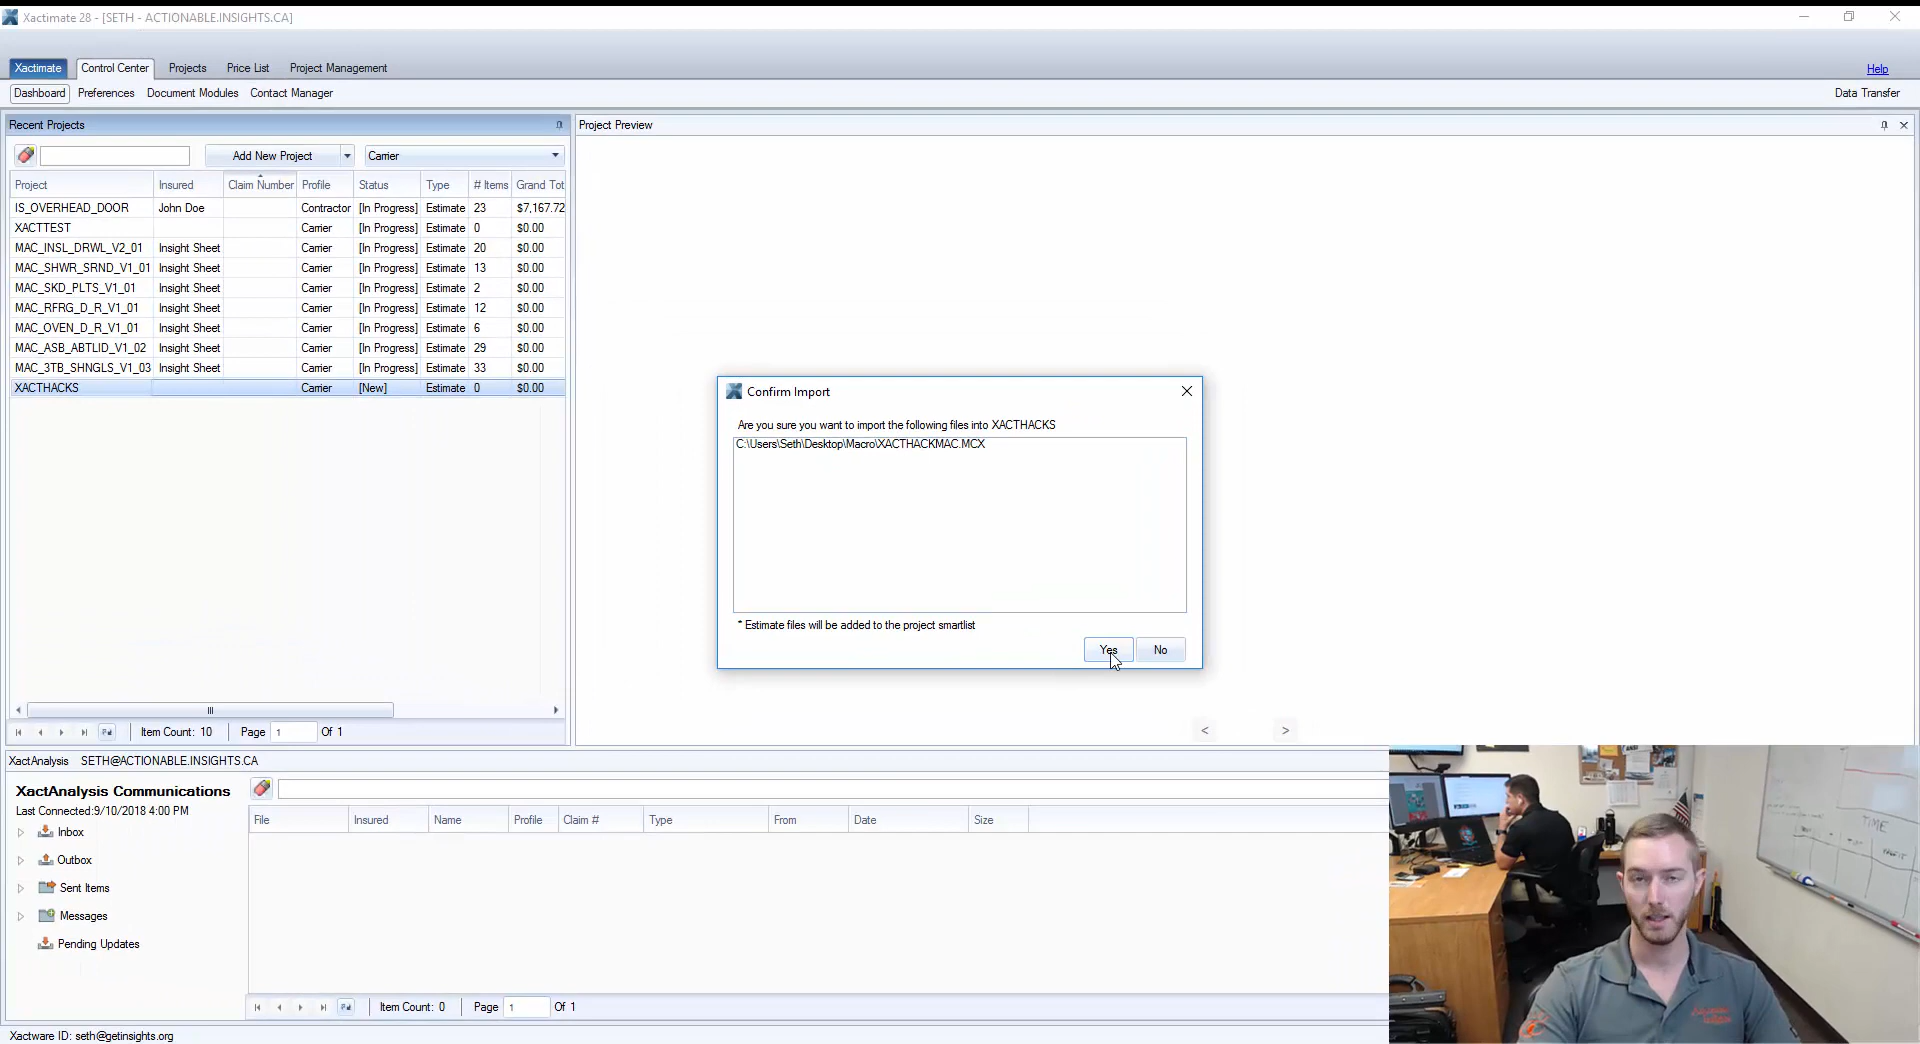 Xactimate 28 - [SETH - ACTIONABLE.INSIGHTS.CA]
Xactimate Control Center Projects Price List Project Management Help
Dashboard Preferences Document Modules Contact Manager Data Transfer
Recent Projects Project Preview
Add New Project Carrier
Project Insured Claim Number Profile Status Type # Items Grand Tot
IS_OVERHEAD_DOOR John Doe Contractor [In Progress] Estimate 23 $7,167.72
XACTTEST Carrier [In Progress] Estimate 0 $0.00
MAC_INSL_DRWL_V2_01 Insight Sheet Carrier [In Progress] Estimate 20 $0.00
MAC_SHWR_SRND_V1_01 Insight Sheet Carrier [In Progress] Estimate 13 $0.00
MAC_SKD_PLTS_V1_01 Insight Sheet Carrier [In Progress] Estimate 2 $0.00
MAC_RFRG_D_R_V1_01 Insight Sheet Carrier [In Progress] Estimate 12 $0.00
MAC_OVEN_D_R_V1_01 Insight Sheet Carrier [In Progress] Estimate 6 $0.00
MAC_ASB_ABTLID_V1_02 Insight Sheet Carrier [In Progress] Estimate 29 $0.00
MAC_3TB_SHNGLS_V1_03 Insight Sheet Carrier [In Progress] Estimate 33 $0.00
XACTHACKS Carrier [New] Estimate 0 $0.00
Confirm Import
Are you sure you want to import the following files into XACTHACKS
C:\Users\Seth\Desktop\Macro\XACTHACKMAC.MCX
* Estimate files will be added to the project smartlist
Yes No
Item Count: 10 Page 1 Of 1
< >
XactAnalysis SETH@ACTIONABLE.INSIGHTS.CA
XactAnalysis Communications
Last Connected:9/10/2018 4:00 PM
File Insured Name Profile Claim # Type From Date Size
Inbox
Outbox
Sent Items
Messages
Pending Updates
TIME
Item Count: 0 Page 1 Of 1
Xactware ID: seth@getinsights.org